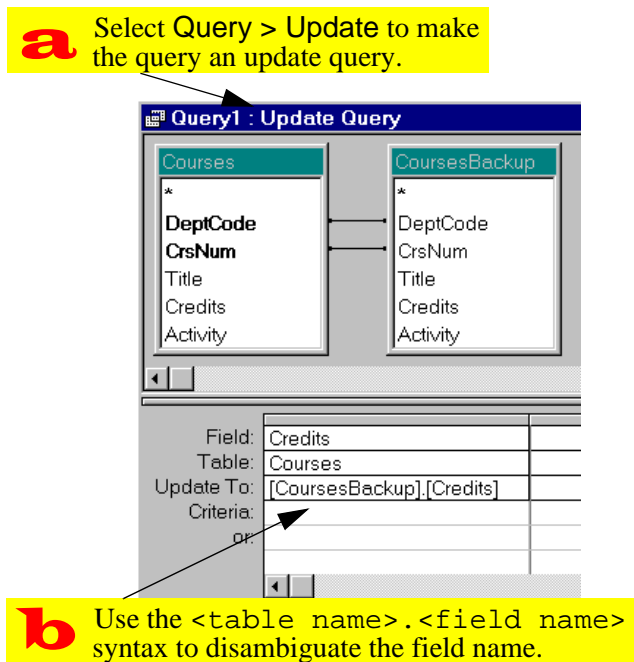 a Select Query > Update to make
the query an update query.
Query1 : Update Query
Courses
*
DeptCode
CrsNum
Title
Credits
Activity
CoursesBackup
*
DeptCode
CrsNum
Title
Credits
Activity
Field: Credits
Table: Courses
Update To: [CoursesBackup].[Credits]
Criteria:
or:
b Use the <table name>.<field name>
syntax to disambiguate the field name.